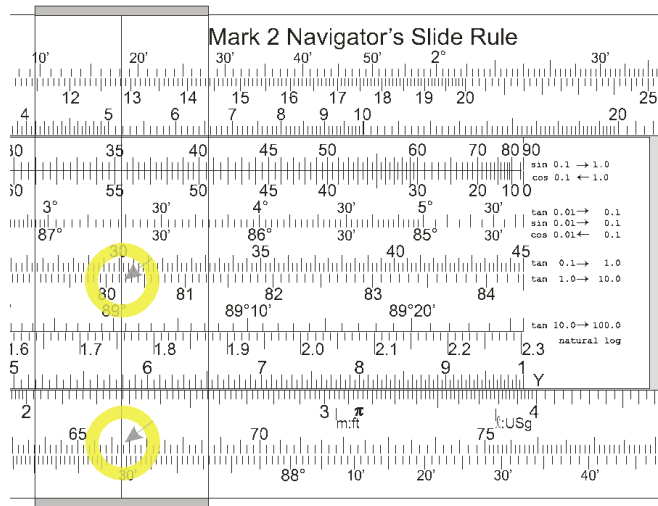 Mark 2 Navigator's Slide Rule
10' 20' 30' 40' 50' 2° 30'
12 13 14 15 16 17 18 19 20 25
4 5 6 7 8 9 10 20
30 35 40 45 50 60 70 80 90
sin 0.1 → 1.0
cos 0.1 ← 1.0
60 55 50 45 40 30 20 10 0
3° 30' 4° 30' 5° 30'
tan 0.01→ 0.1
sin 0.01→ 0.1
cos 0.01← 0.1
87° 30' 86° 30' 85° 30'
30 35 40 45
tan 0.1→ 1.0
tan 1.0→ 10.0
80 81 82 83 84
89° 89°10' 89°20'
tan 10.0→ 100.0
1.6 1.7 1.8 1.9 2.0 2.1 2.2 2.3
natural log
5 6 7 8 9 1 Y
2 3 π 4
m:ft ℓ:USg
65 70 75
30' 88° 10' 20' 30' 40'